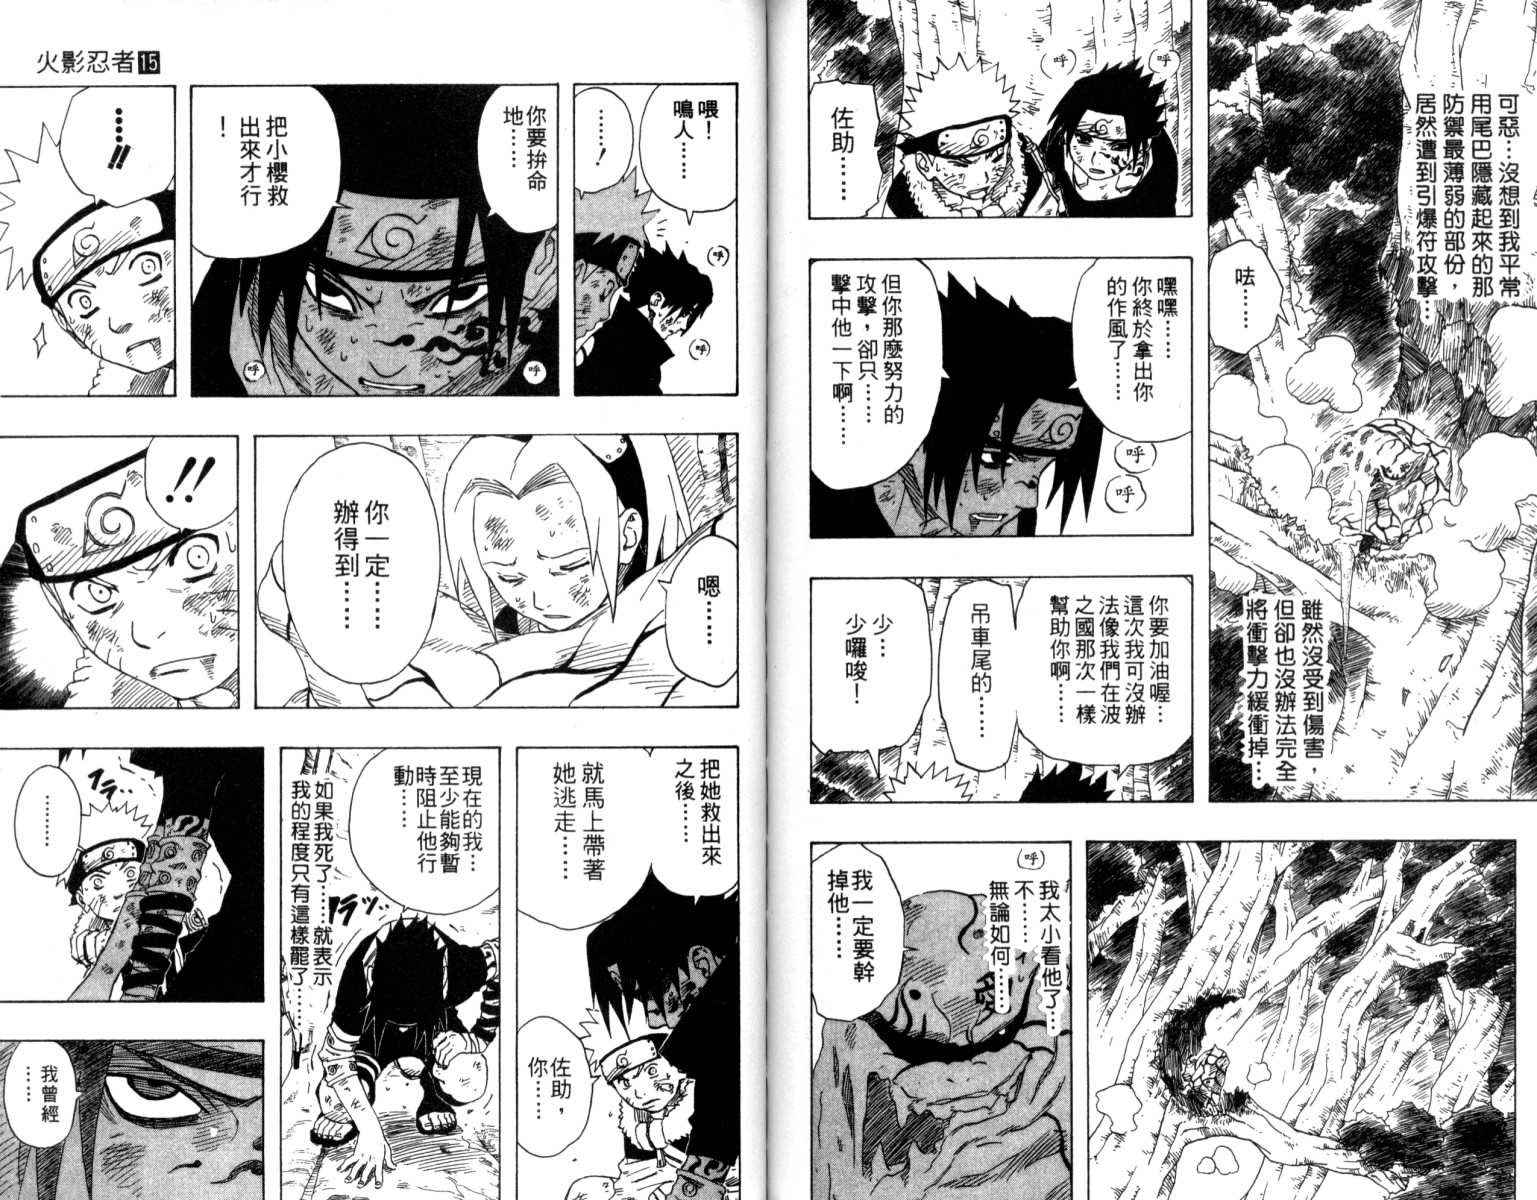 可惡…沒想到我平常
用尾巴隱藏起來的那
防禦最薄弱的部份，
居然遭到引爆符攻擊…
呿……
雖然沒受到傷害，
但卻也沒辦法完全
將衝擊力緩衝掉…
呼
呼
佐助……
嘿嘿……
你終於拿出你
的作風了……
但你那麼努力的
攻擊，卻只……
擊中他一下啊……
呼
呼
你要加油喔…
這次我可沒辦
法像我們在波
之國那次一樣
幫助你啊……
吊車尾的……
少…
少囉唆！
我太小看他了…
不……
無論如何……
呼
愛
我一定要幹
掉他……
火影忍者15
喂！
鳴人……
……！
呼
呼
你要拚命
地……
把小櫻救
出來才行
！
呼
……!!
嗯……
你一定……
辦得到……
!!
把她救出來
之後……
就馬上帶著
她逃走……
佐助，
你……
現在的我…
至少能夠暫
時阻止他行
動……
如果我死了……就表示
我的程度只有這樣罷了……
フラッ…
フラ…
………
我曾經
……